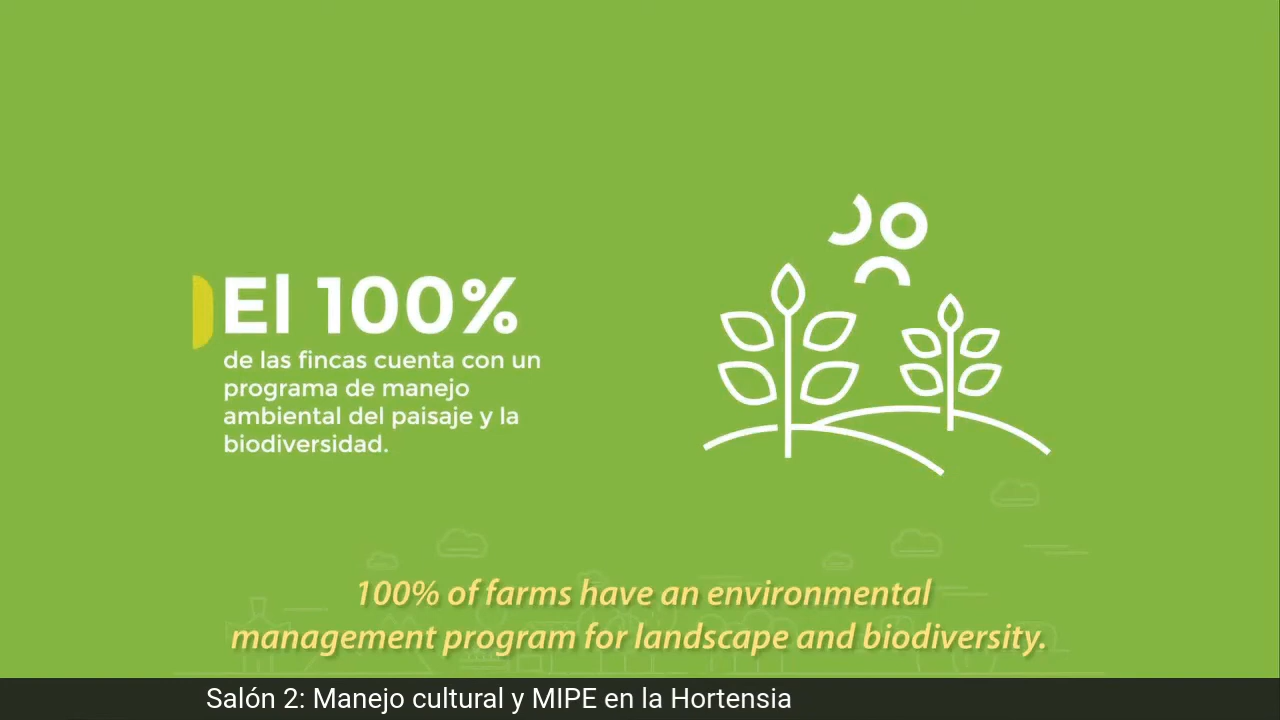 El 100%
de las fincas cuenta con un
programa de manejo
ambiental del paisaje y la
biodiversidad.
100% of farms have an environmental
management program for landscape and biodiversity.
Salón 2: Manejo cultural y MIPE en la Hortensia